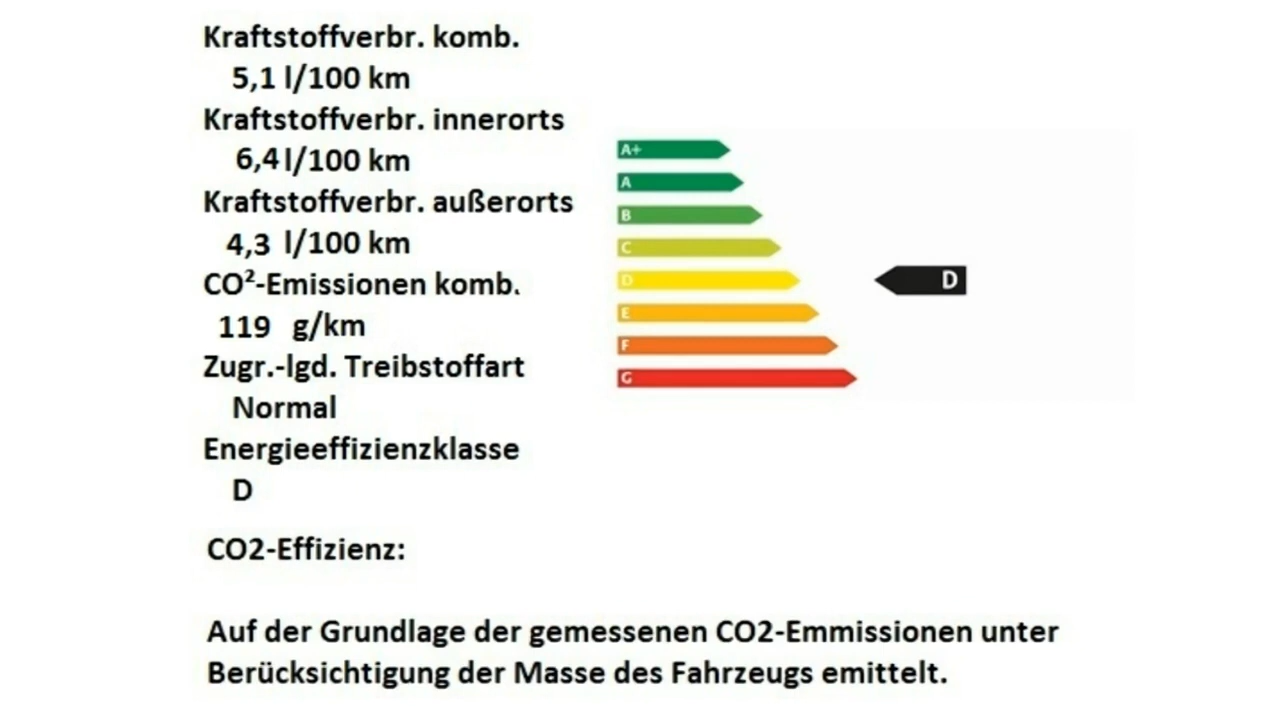 Kraftstoffverbr. komb.
5,1 l/100 km
Kraftstoffverbr. innerorts
6,4 l/100 km
Kraftstoffverbr. außerorts
4,3 l/100 km
CO²-Emissionen komb.
119 g/km
Zugr.-lgd. Treibstoffart
Normal
Energieeffizienzklasse
D
A+
A
B
C
D
D
E
F
G
CO2-Effizienz:
Auf der Grundlage der gemessenen CO2-Emmissionen unter
Berücksichtigung der Masse des Fahrzeugs emittelt.